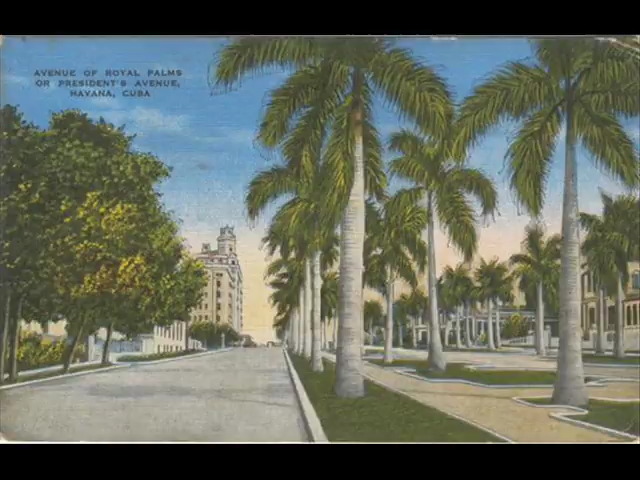 AVENUE OF ROYAL PALMS
OR PRESIDENT'S AVENUE,
HAVANA, CUBA